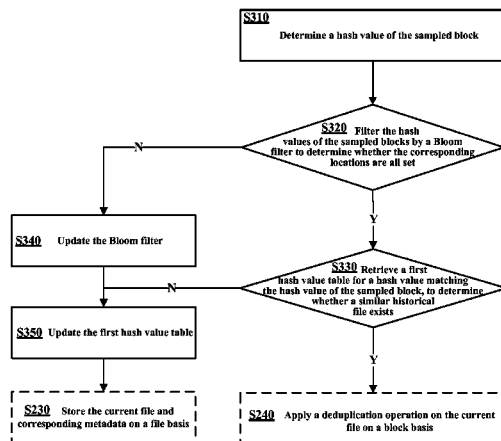 S310
Determine a hash value of the sampled block
S320 Filter the hash
values of the sampled blocks by a Bloom
filter to determine whether the corresponding
locations are all set
N
Y
S340 Update the Bloom filter
S330 Retrieve a first
hash value table for a hash value matching
the hash value of the sampled block, to determine
whether a similar historical
file exists
N
S350 Update the first hash value table
Y
S230 Store the current file and
corresponding metadata on a file basis
S240 Apply a deduplication operation on the current
file on a block basis